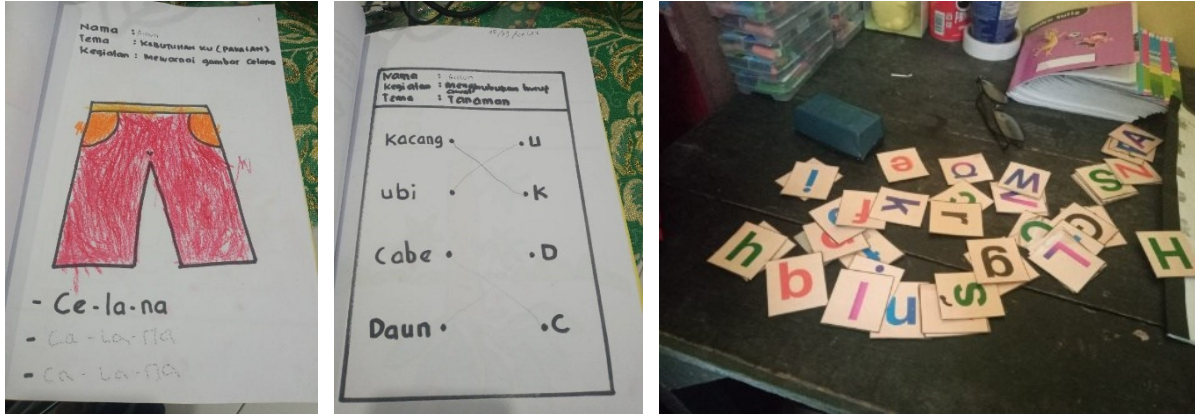 Nama :
Tema : KEBUTUHAN KU (PAKAIAN)
Kegiatan : Mewarnai gambar Celana
- Ce - la - na
- Ca - La - na
- Ca - La - na
Nama :
Kegiatan : menghubungkan huruf awal
Tema : Tanaman
Kacang U
ubi K
Cabe D
Daun C
e
i
k
f
r
a
W
S
N
A
G
L
g
s
h
b
i
n
H